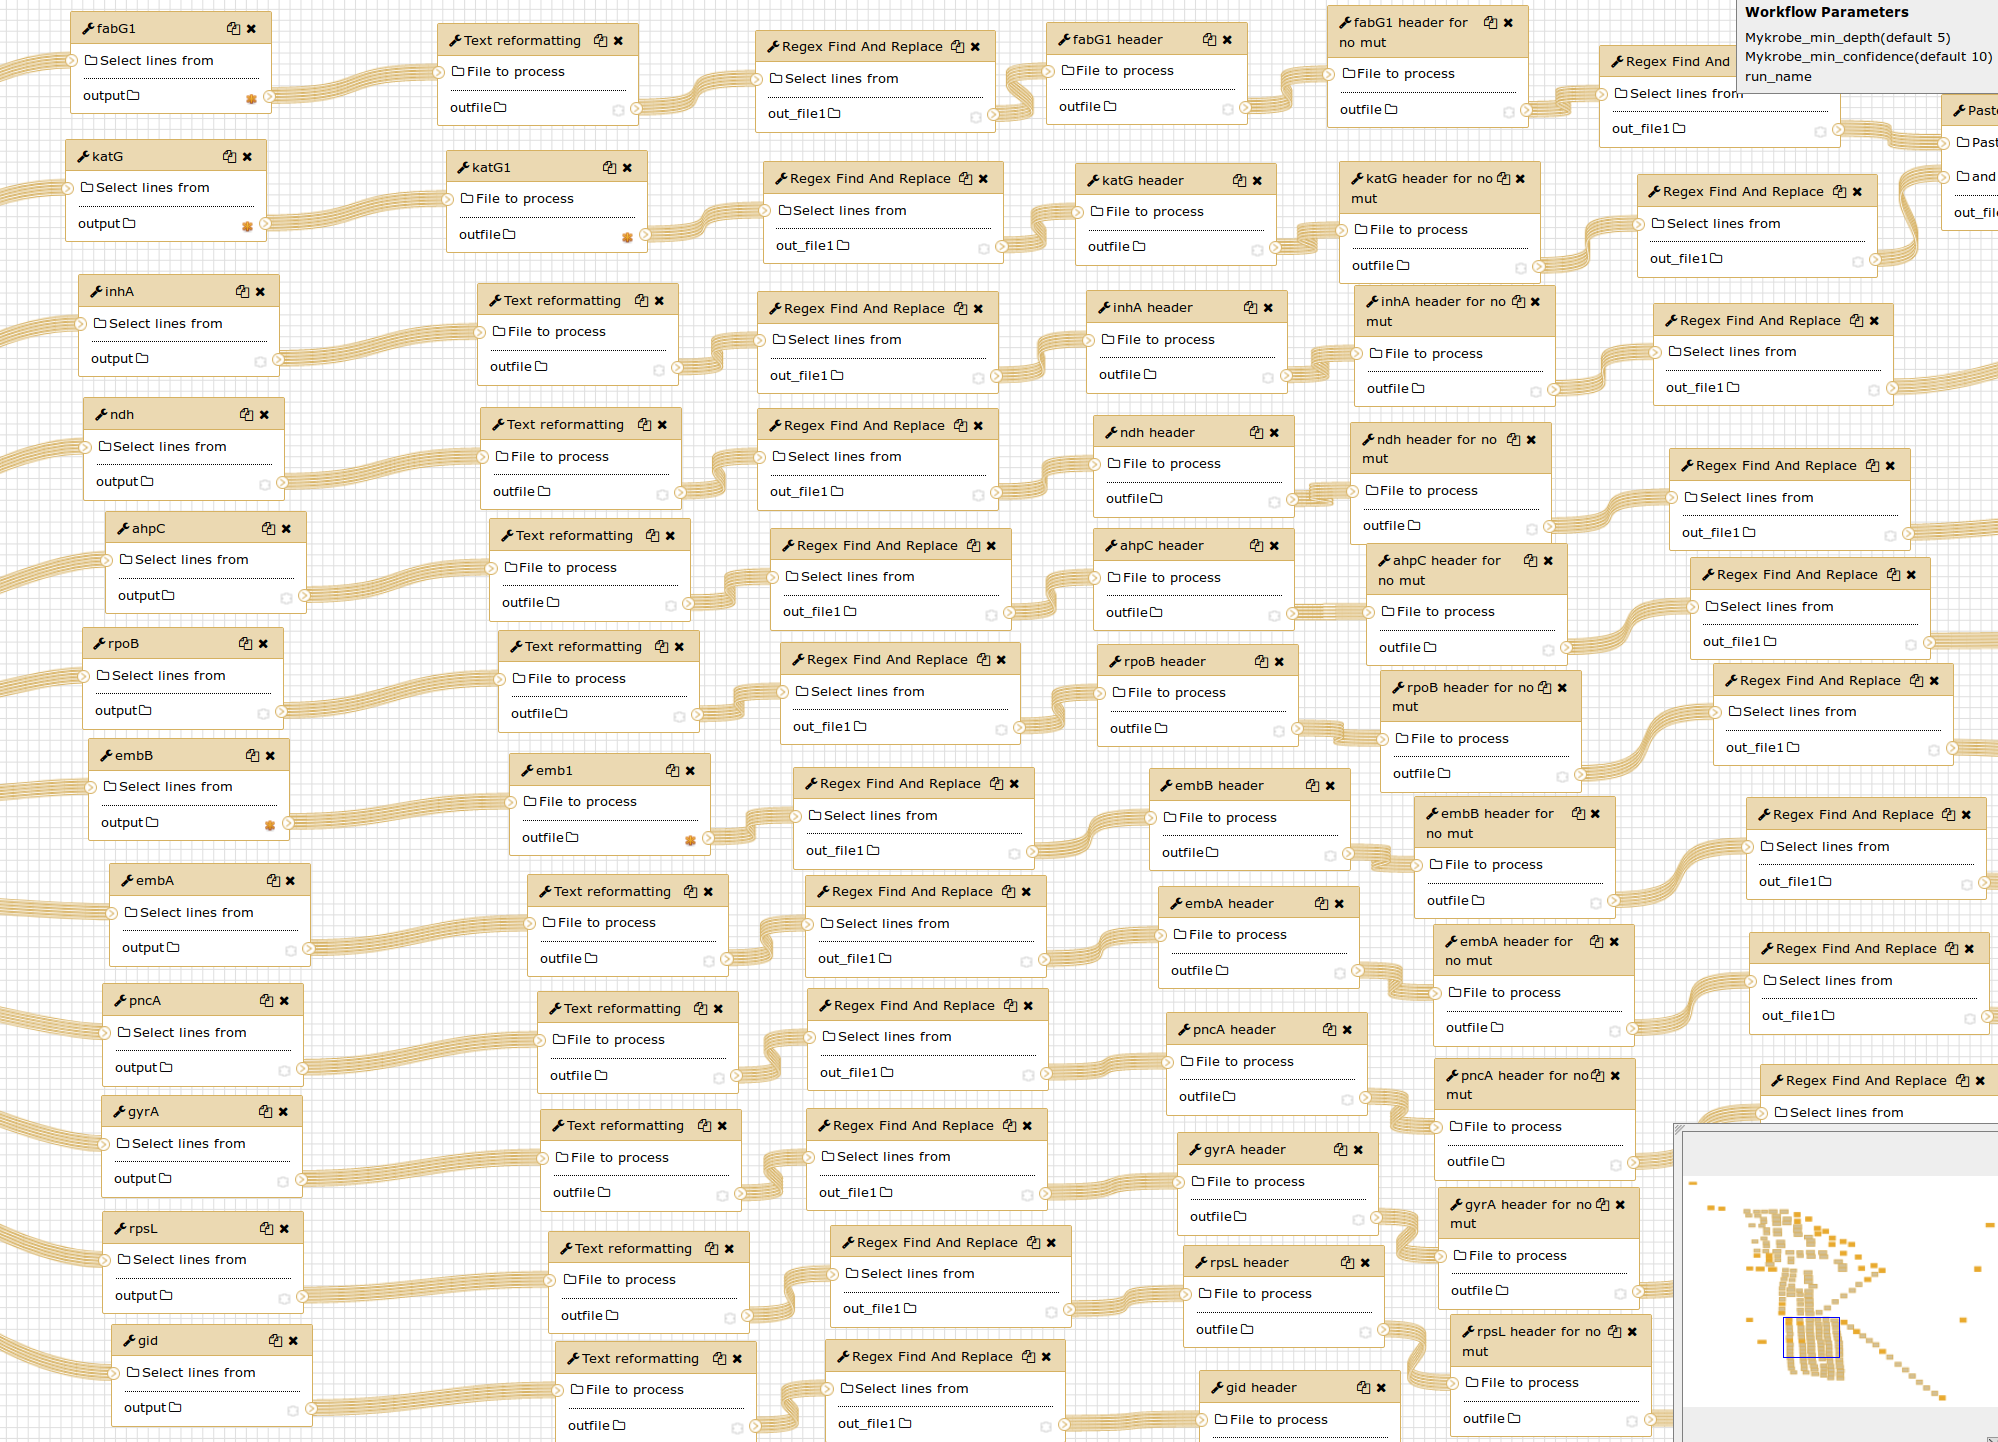 fabG1
Select lines from
output
Text reformatting
File to process
outfile
Regex Find And Replace
Select lines from
out_file1
fabG1 header
File to process
outfile
fabG1 header for
no mut
File to process
outfile
Regex Find And
Select lines from
out_file1
Workflow Parameters
Mykrobe_min_depth(default 5)
Mykrobe_min_confidence(default 10)
run_name
Past
Past
and
out_file
katG
Select lines from
output
katG1
File to process
outfile
Regex Find And Replace
Select lines from
out_file1
katG header
File to process
outfile
katG header for no
mut
File to process
outfile
Regex Find And Replace
Select lines from
out_file1
inhA
Select lines from
output
Text reformatting
File to process
outfile
Regex Find And Replace
Select lines from
out_file1
inhA header
File to process
outfile
inhA header for no
mut
File to process
outfile
Regex Find And Replace
Select lines from
out_file1
ndh
Select lines from
output
Text reformatting
File to process
outfile
Regex Find And Replace
Select lines from
out_file1
ndh header
File to process
outfile
ndh header for no
mut
File to process
outfile
Regex Find And Replace
Select lines from
out_file1
ahpC
Select lines from
output
Text reformatting
File to process
outfile
Regex Find And Replace
Select lines from
out_file1
ahpC header
File to process
outfile
ahpC header for
no mut
File to process
outfile
Regex Find And Replace
Select lines from
out_file1
rpoB
Select lines from
output
Text reformatting
File to process
outfile
Regex Find And Replace
Select lines from
out_file1
rpoB header
File to process
outfile
rpoB header for no
mut
File to process
outfile
Regex Find And Replace
Select lines from
out_file1
embB
Select lines from
output
emb1
File to process
outfile
Regex Find And Replace
Select lines from
out_file1
embB header
File to process
outfile
embB header for
no mut
File to process
outfile
Regex Find And Replace
Select lines from
out_file1
embA
Select lines from
output
Text reformatting
File to process
outfile
Regex Find And Replace
Select lines from
out_file1
embA header
File to process
outfile
embA header for
no mut
File to process
outfile
Regex Find And Replace
Select lines from
out_file1
pncA
Select lines from
output
Text reformatting
File to process
outfile
Regex Find And Replace
Select lines from
out_file1
pncA header
File to process
outfile
pncA header for no
mut
File to process
outfile
Regex Find And Replace
Select lines from
gyrA
Select lines from
output
Text reformatting
File to process
outfile
Regex Find And Replace
Select lines from
out_file1
gyrA header
File to process
outfile
gyrA header for no
mut
File to process
outfile
rpsL
Select lines from
output
Text reformatting
File to process
outfile
Regex Find And Replace
Select lines from
out_file1
rpsL header
File to process
outfile
rpsL header for no
mut
File to process
outfile
gid
Select lines from
output
Text reformatting
File to process
outfile
Regex Find And Replace
Select lines from
out_file1
gid header
File to process